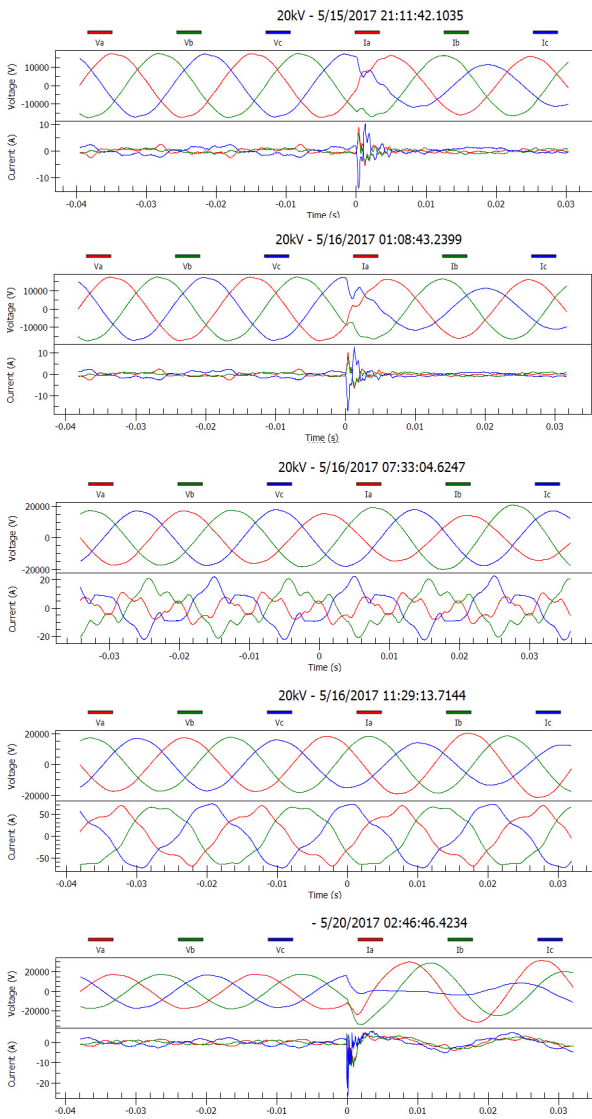 20kV - 5/15/2017 21:11:42.1035
Va Vb Vc Ia Ib Ic
Voltage (V)
10000
0
-10000
Current (A)
10
0
-10
-0.04 -0.03 -0.02 -0.01 0 0.01 0.02 0.03
Time (s)
20kV - 5/16/2017 01:08:43.2399
Va Vb Vc Ia Ib Ic
Voltage (V)
10000
0
-10000
Current (A)
10
0
-10
-0.04 -0.03 -0.02 -0.01 0 0.01 0.02 0.03
Time (s)
20kV - 5/16/2017 07:33:04.6247
Va Vb Vc Ia Ib Ic
Voltage (V)
20000
0
-20000
Current (A)
20
0
-20
-0.03 -0.02 -0.01 0 0.01 0.02 0.03
Time (s)
20kV - 5/16/2017 11:29:13.7144
Va Vb Vc Ia Ib Ic
Voltage (V)
20000
0
-20000
Current (A)
50
0
-50
-0.04 -0.03 -0.02 -0.01 0 0.01 0.02 0.03
Time (s)
- 5/20/2017 02:46:46.4234
Va Vb Vc Ia Ib Ic
Voltage (V)
20000
0
-20000
Current (A)
0
-10
-20
-0.04 -0.03 -0.02 -0.01 0 0.01 0.02 0.03